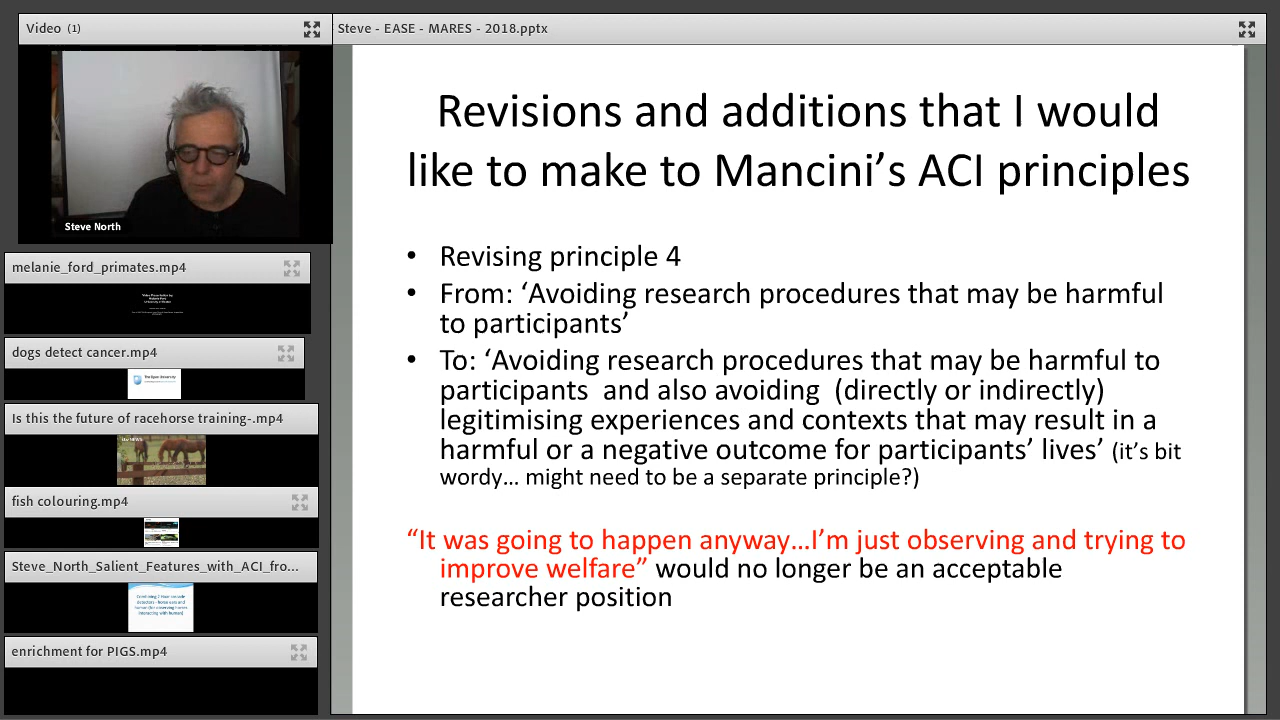 Video (1)
Steve - EASE - MARES - 2018.pptx
Steve North
melanie_ford_primates.mp4
dogs detect cancer.mp4
The Open University
Is this the future of racehorse training-.mp4
fish colouring.mp4
Steve_North_Salient_Features_with_ACI_fro...
enrichment for PIGS.mp4
Revisions and additions that I would
like to make to Mancini’s ACI principles
• Revising principle 4
• From: ‘Avoiding research procedures that may be harmful
to participants’
• To: ‘Avoiding research procedures that may be harmful to
participants  and also avoiding  (directly or indirectly)
legitimising experiences and contexts that may result in a
harmful or a negative outcome for participants’ lives’ (it’s bit
wordy… might need to be a separate principle?)
“It was going to happen anyway…I’m just observing and trying to
improve welfare” would no longer be an acceptable
researcher position